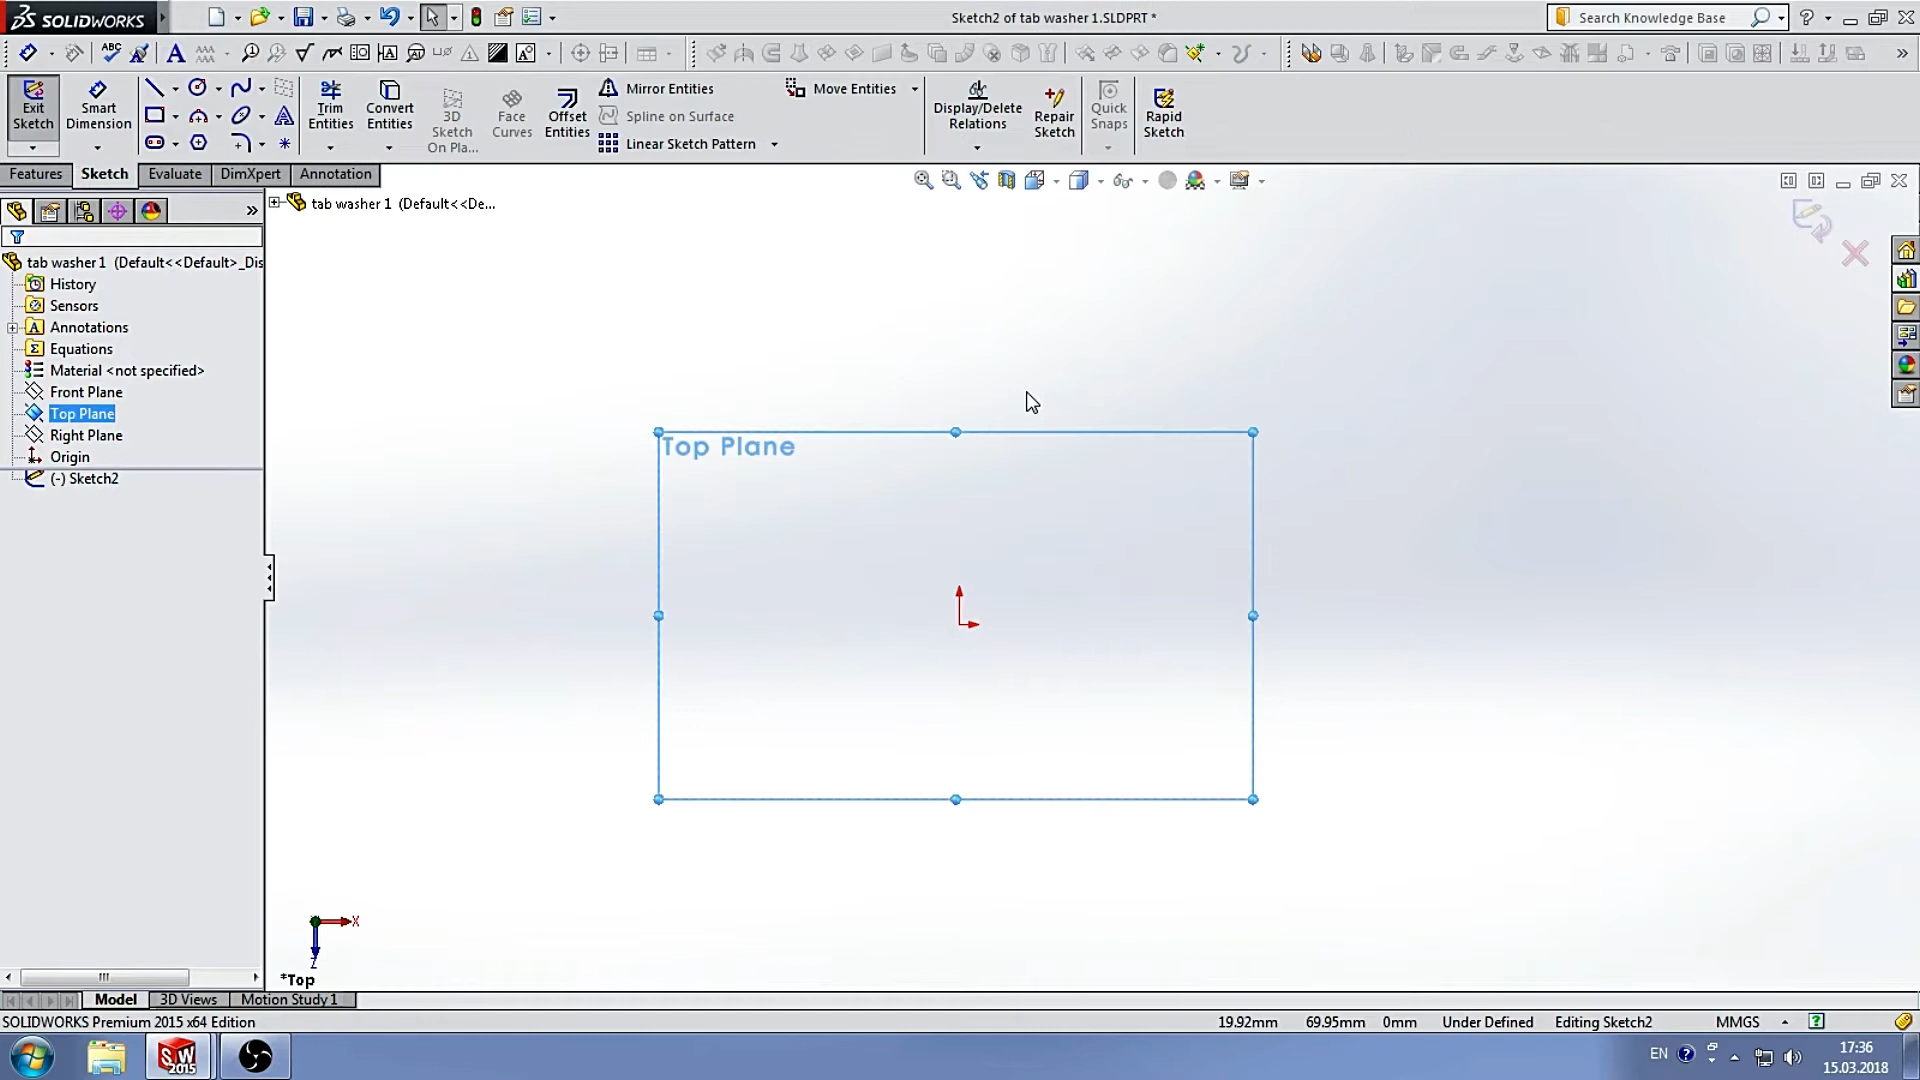 SOLIDWORKS
Sketch2 of tab washer 1.SLDPRT *
Search Knowledge Base
Exit Sketch
Smart Dimension
Trim Entities
Convert Entities
3D Sketch On Pla...
Face Curves
Offset Entities
Mirror Entities
Spline on Surface
Linear Sketch Pattern
Move Entities
Display/Delete Relations
Repair Sketch
Quick Snaps
Rapid Sketch
Features
Sketch
Evaluate
DimXpert
Annotation
tab washer 1 (Default<<De...
tab washer 1 (Default<<Default>_Dis
History
Sensors
Annotations
Equations
Material <not specified>
Front Plane
Top Plane
Right Plane
Origin
(-) Sketch2
Top Plane
X
Z
*Top
Model
3D Views
Motion Study 1
SOLIDWORKS Premium 2015 x64 Edition
19.92mm
69.95mm
0mm
Under Defined
Editing Sketch2
MMGS
EN
17:36
15.03.2018